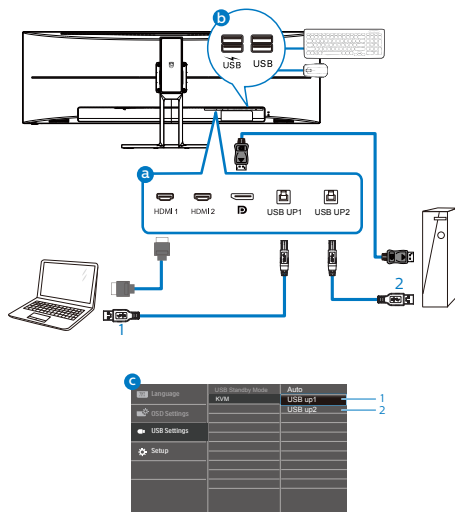 b
USB USB
a
HDMI 1 HDMI 2 USB UP1 USB UP2
1
2
c
Language USB Standby Mode Auto
KVM USB up1 1
OSD Settings USB up2 2
USB Settings
Setup